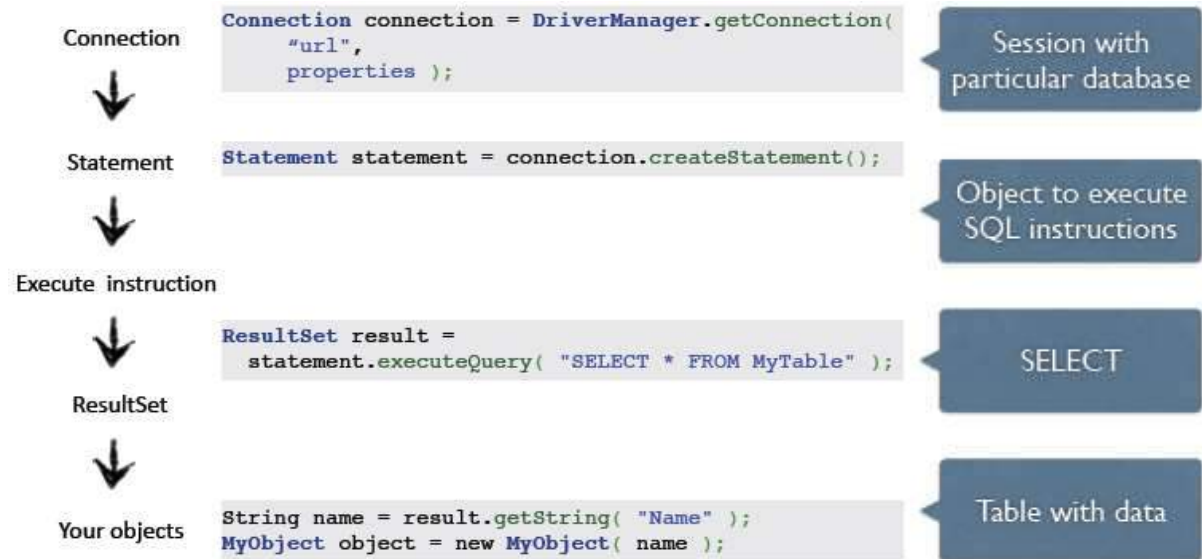 Connection
Connection connection = DriverManager.getConnection(
“url",
properties );
Session with
particular database
Statement
Statement statement = connection.createStatement();
Object to execute
SQL instructions
Execute instruction
ResultSet result =
statement.executeQuery( "SELECT * FROM MyTable" );
SELECT
ResultSet
Your objects
String name = result.getString( "Name" );
MyObject object = new MyObject( name );
Table with data